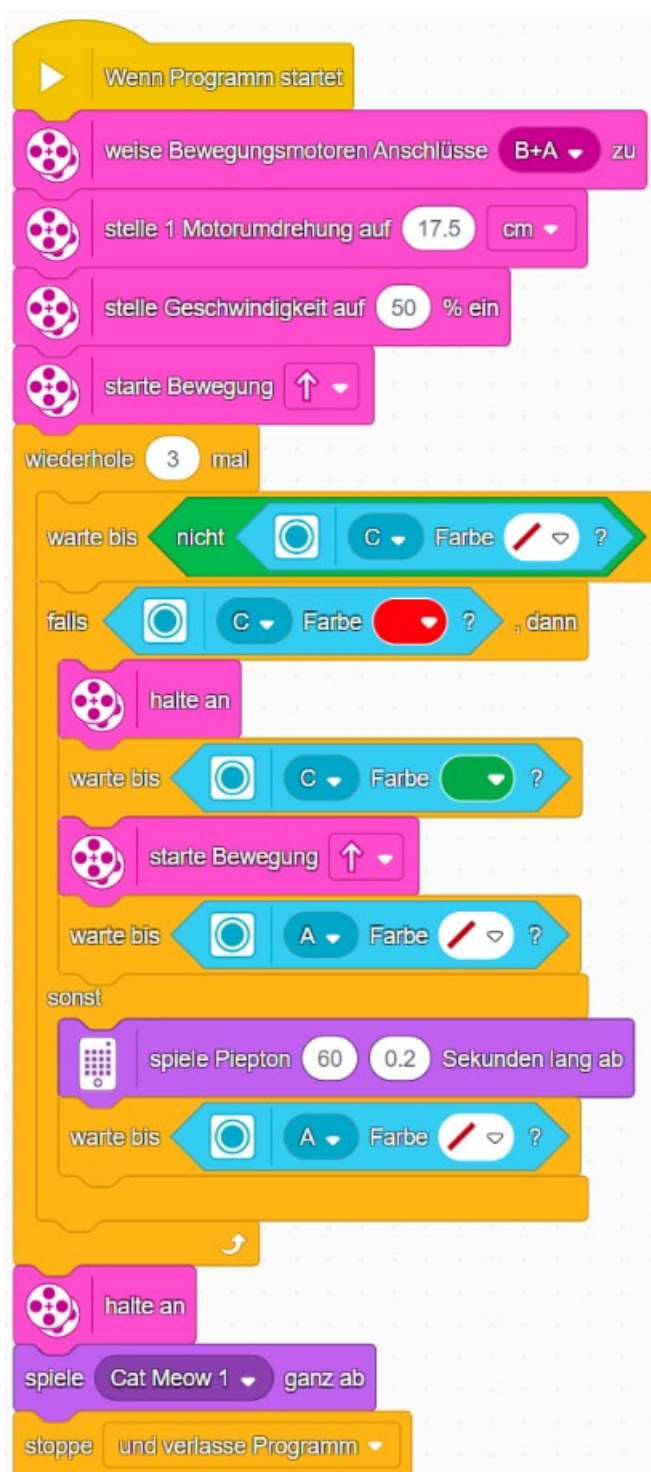 Wenn Programm startet
weise Bewegungsmotoren Anschlüsse B+A zu
stelle 1 Motorumdrehung auf 17.5 cm
stelle Geschwindigkeit auf 50 % ein
starte Bewegung
wiederhole 3 mal
warte bis nicht C Farbe ?
falls C Farbe ? , dann
halte an
warte bis C Farbe ?
starte Bewegung
warte bis A Farbe ?
sonst
spiele Piepton 60 0.2 Sekunden lang ab
warte bis A Farbe ?
halte an
spiele Cat Meow 1 ganz ab
stoppe und verlasse Programm